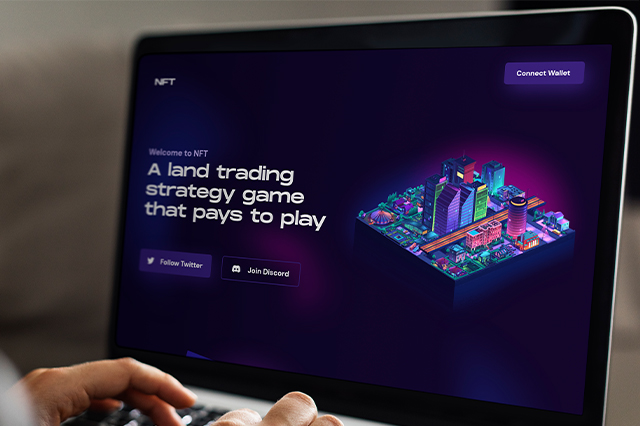 NFT
Connect Wallet
Welcome to NFT
A land trading
strategy game
that pays to play
Follow Twitter
Join Discord